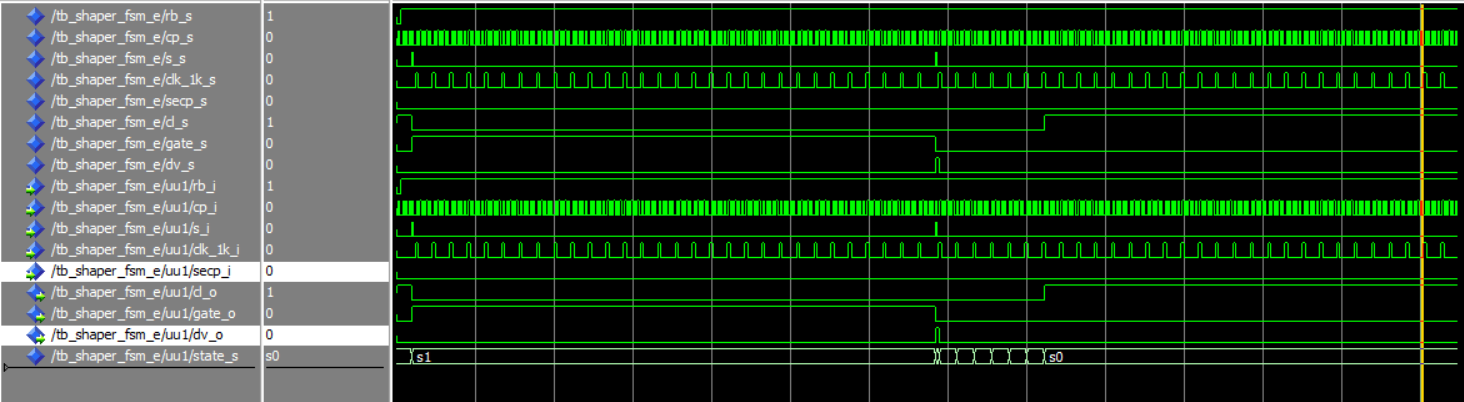 /tb_shaper_fsm_e/rb_s 1
/tb_shaper_fsm_e/cp_s 0
/tb_shaper_fsm_e/s_s 0
/tb_shaper_fsm_e/clk_1k_s 0
/tb_shaper_fsm_e/secp_s 0
/tb_shaper_fsm_e/cl_s 1
/tb_shaper_fsm_e/gate_s 0
/tb_shaper_fsm_e/dv_s 0
/tb_shaper_fsm_e/uu1/rb_i 1
/tb_shaper_fsm_e/uu1/cp_i 0
/tb_shaper_fsm_e/uu1/s_i 0
/tb_shaper_fsm_e/uu1/clk_1k_i 0
/tb_shaper_fsm_e/uu1/secp_i 0
/tb_shaper_fsm_e/uu1/cl_o 1
/tb_shaper_fsm_e/uu1/gate_o 0
/tb_shaper_fsm_e/uu1/dv_o 0
/tb_shaper_fsm_e/uu1/state_s s0 s1 s0